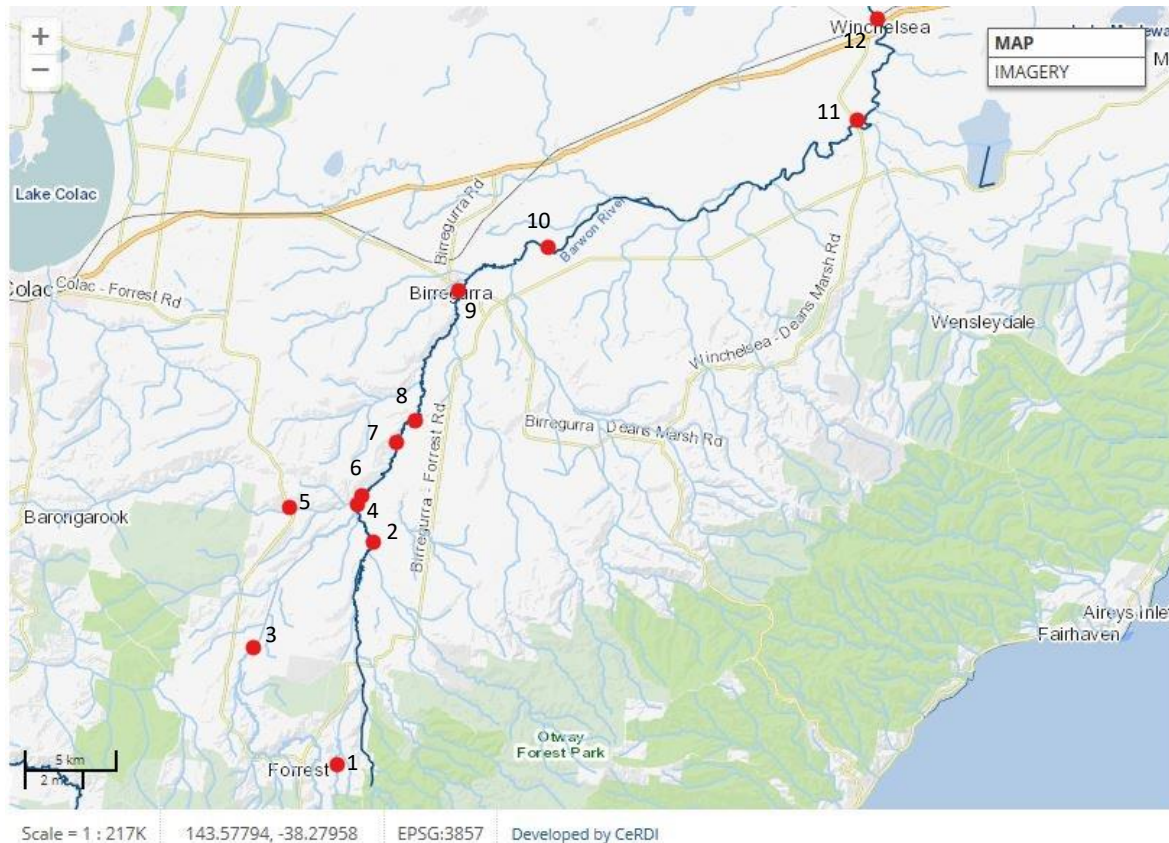 +
−
Winchelsea
12
MAP
IMAGERY
M
11
Lake Colac
Birregurra Rd
10
Barwon River
Colac
Colac - Forrest Rd
Birregurra
9
Winchelsea - Deans Marsh Rd
Wensleydale
8
7
Birregurra - Forrest Rd
Birregurra - Deans Marsh Rd
6
5
4
Barongarook
2
Aireys Inlet
Fairhaven
3
Otway
Forest Park
5 km
2 mi
Forrest
1
Scale = 1 : 217K
143.57794, -38.27958
EPSG:3857
Developed by CeRDI